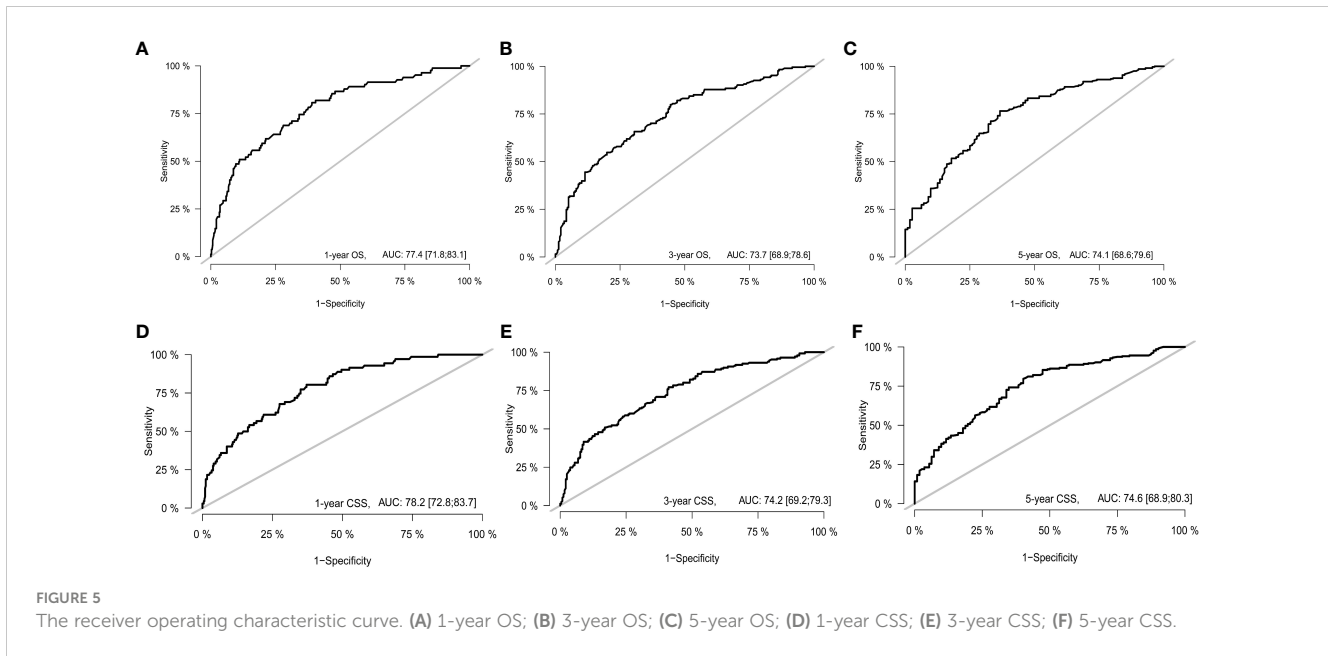 A
100 %
75 %
50 %
25 %
0 %
Sensitivity
1-year OS, AUC: 77.4 [71.8;83.1]
0 % 25 % 50 % 75 % 100 %
1−Specificity
B
100 %
75 %
50 %
25 %
0 %
Sensitivity
3-year OS, AUC: 73.7 [68.9;78.6]
0 % 25 % 50 % 75 % 100 %
1−Specificity
C
100 %
75 %
50 %
25 %
0 %
Sensitivity
5-year OS, AUC: 74.1 [68.6;79.6]
0 % 25 % 50 % 75 % 100 %
1−Specificity
D
100 %
75 %
50 %
25 %
0 %
Sensitivity
1-year CSS, AUC: 78.2 [72.8;83.7]
0 % 25 % 50 % 75 % 100 %
1−Specificity
E
100 %
75 %
50 %
25 %
0 %
Sensitivity
3-year CSS, AUC: 74.2 [69.2;79.3]
0 % 25 % 50 % 75 % 100 %
1−Specificity
F
100 %
75 %
50 %
25 %
0 %
Sensitivity
5-year CSS, AUC: 74.6 [68.9;80.3]
0 % 25 % 50 % 75 % 100 %
1−Specificity
FIGURE 5
The receiver operating characteristic curve. (A) 1-year OS; (B) 3-year OS; (C) 5-year OS; (D) 1-year CSS; (E) 3-year CSS; (F) 5-year CSS.